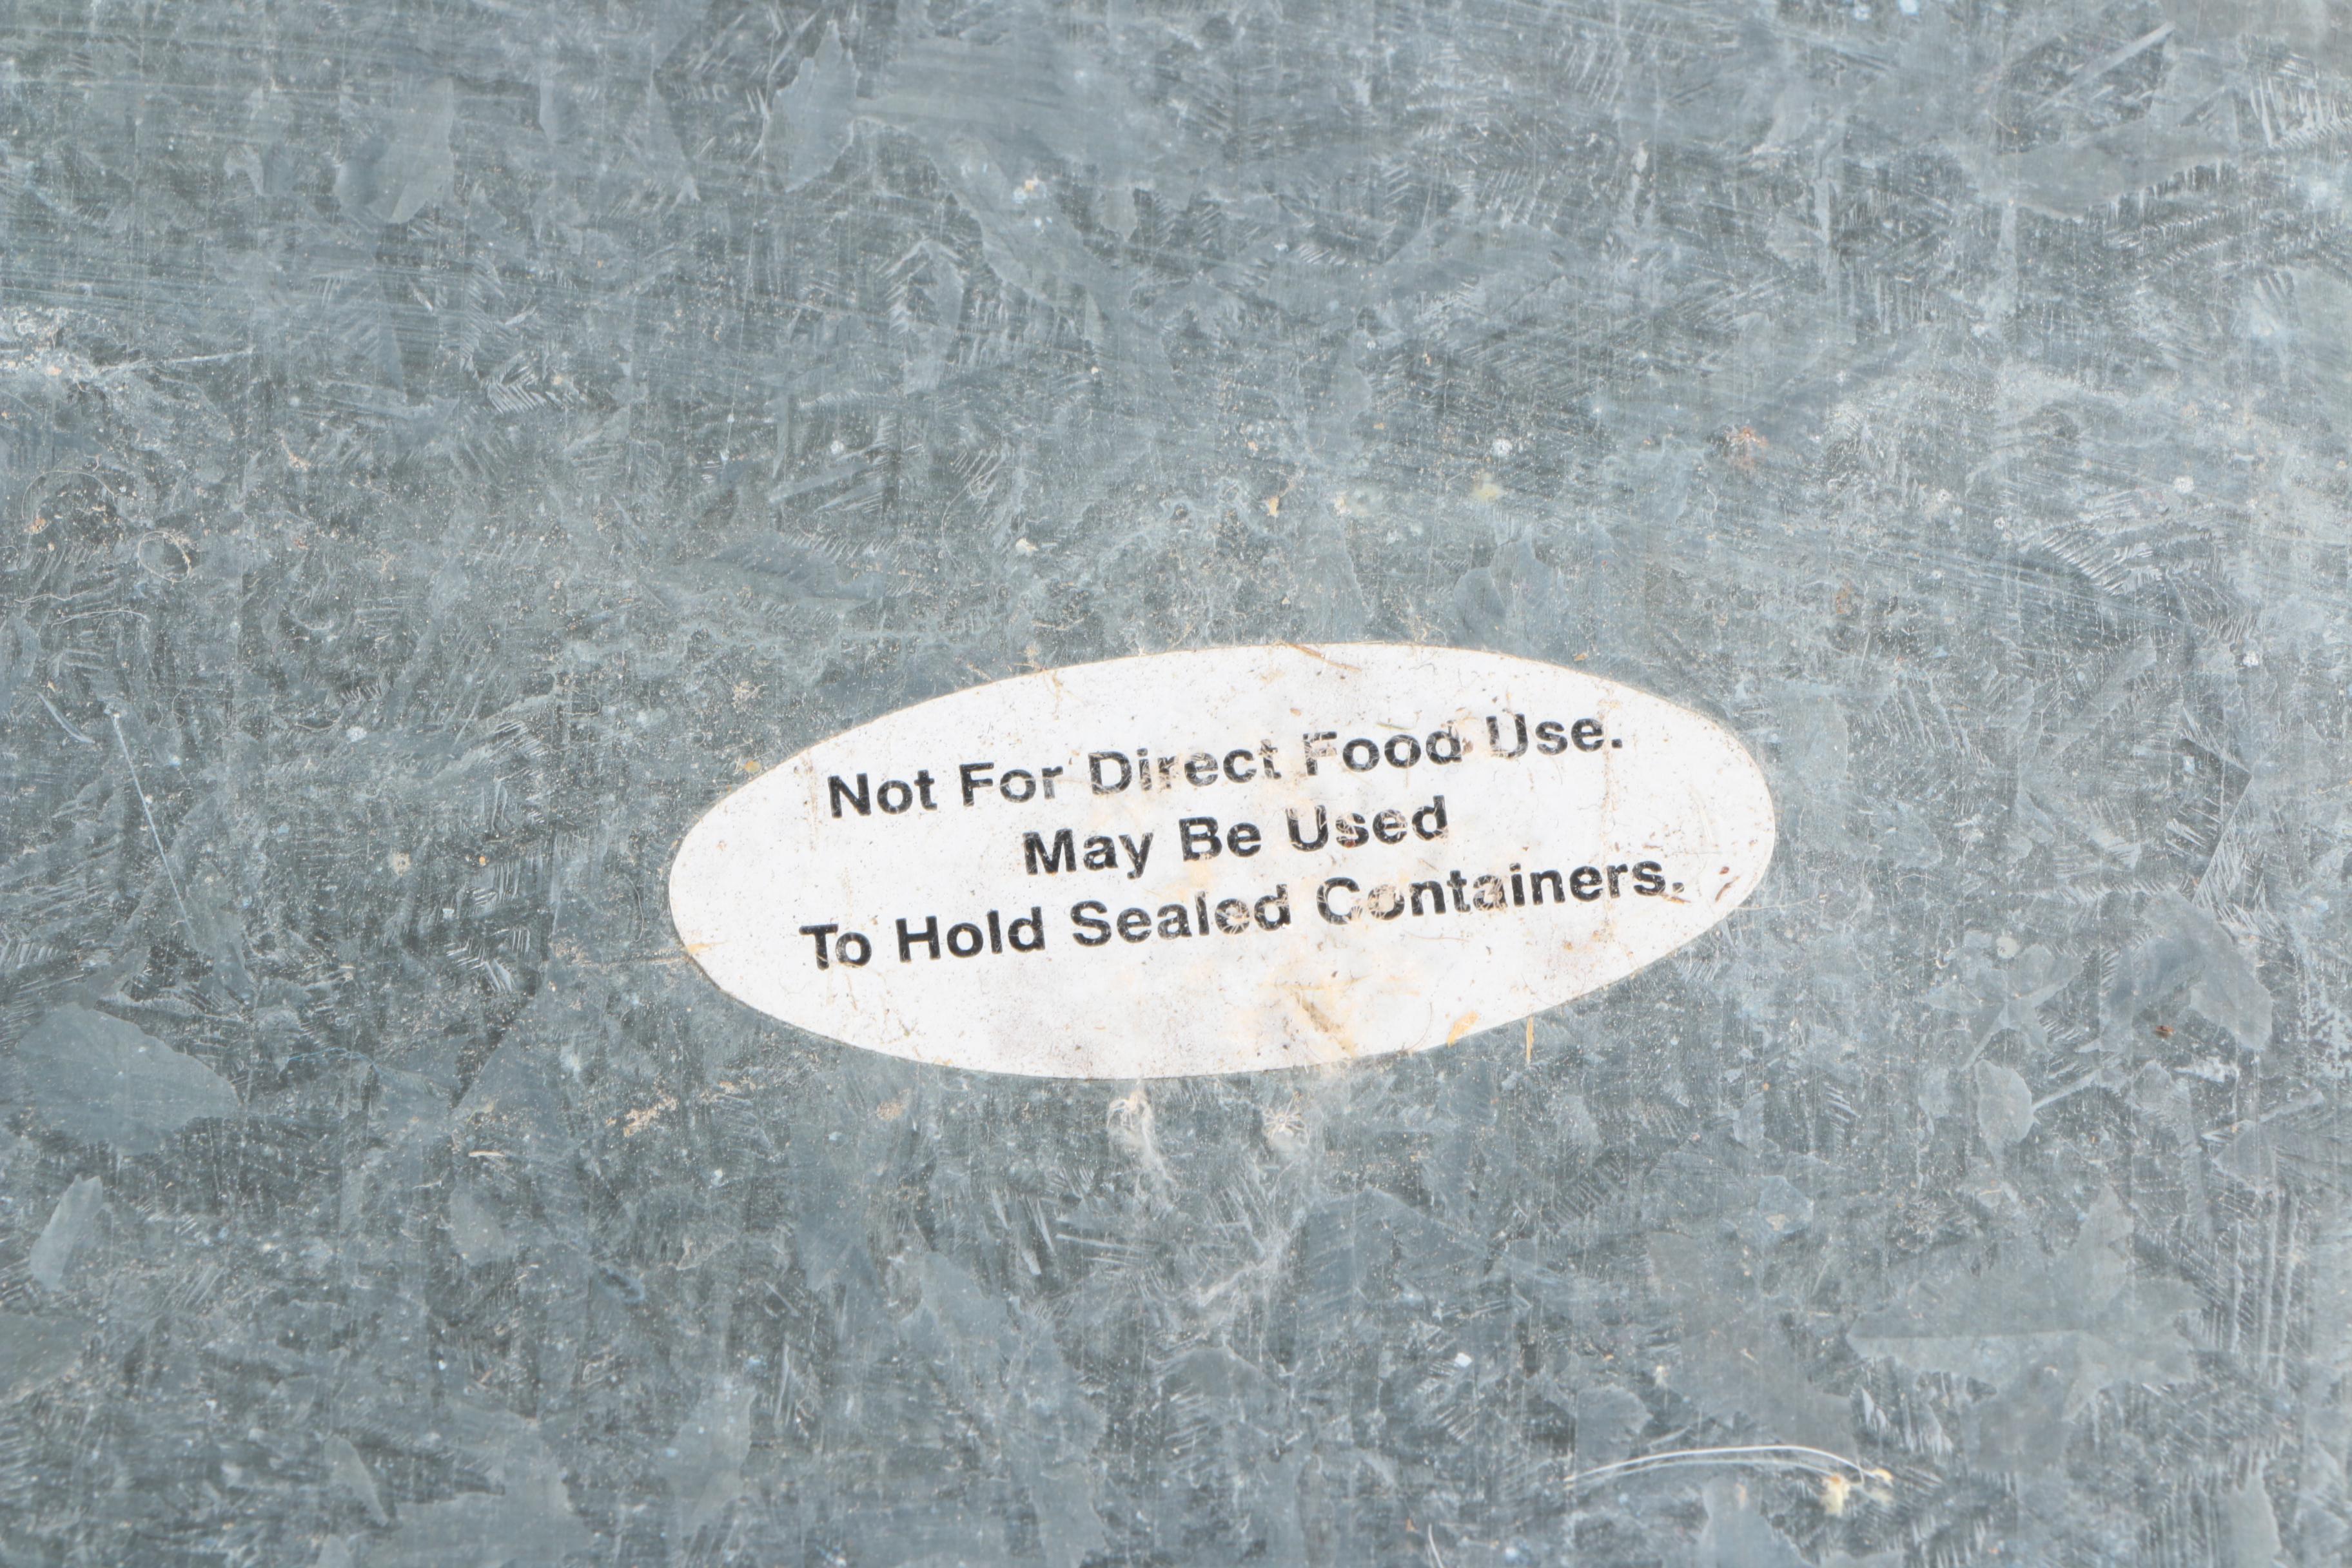 Not For Direct Food Use.
May Be Used
To Hold Sealed Containers.